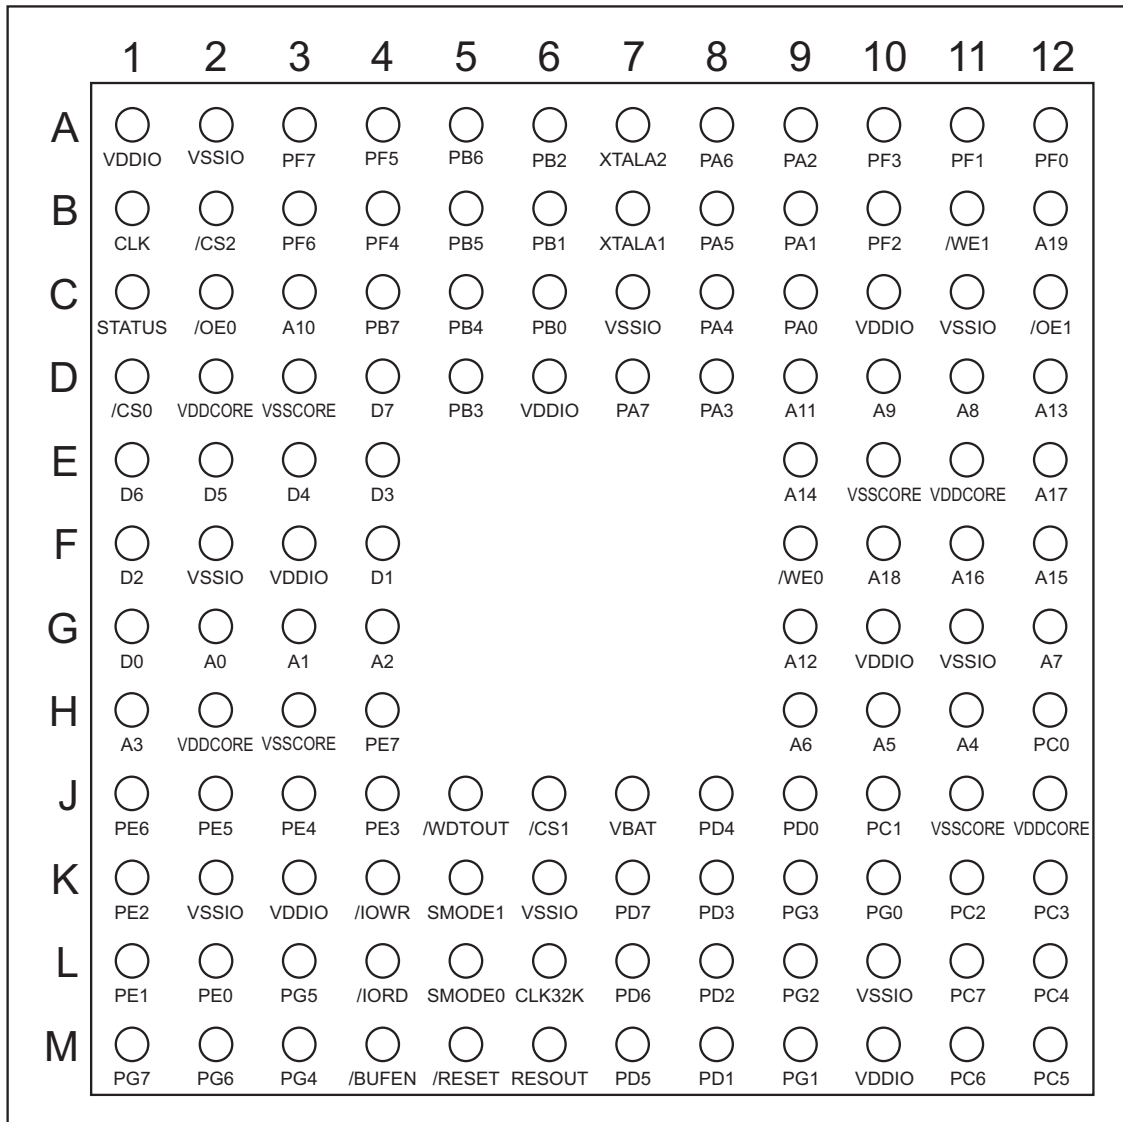 1 2 3 4 5 6 7 8 9 10 11 12
A
VDDIO VSSIO PF7 PF5 PB6 PB2 XTALA2 PA6 PA2 PF3 PF1 PF0
B
CLK /CS2 PF6 PF4 PB5 PB1 XTALA1 PA5 PA1 PF2 /WE1 A19
C
STATUS /OE0 A10 PB7 PB4 PB0 VSSIO PA4 PA0 VDDIO VSSIO /OE1
D
/CS0 VDDCORE VSSCORE D7 PB3 VDDIO PA7 PA3 A11 A9 A8 A13
E
D6 D5 D4 D3 A14 VSSCORE VDDCORE A17
F
D2 VSSIO VDDIO D1 /WE0 A18 A16 A15
G
D0 A0 A1 A2 A12 VDDIO VSSIO A7
H
A3 VDDCORE VSSCORE PE7 A6 A5 A4 PC0
J
PE6 PE5 PE4 PE3 /WDTOUT /CS1 VBAT PD4 PD0 PC1 VSSCORE VDDCORE
K
PE2 VSSIO VDDIO /IOWR SMODE1 VSSIO PD7 PD3 PG3 PG0 PC2 PC3
L
PE1 PE0 PG5 /IORD SMODE0 CLK32K PD6 PD2 PG2 VSSIO PC7 PC4
M
PG7 PG6 PG4 /BUFEN /RESET RESOUT PD5 PD1 PG1 VDDIO PC6 PC5